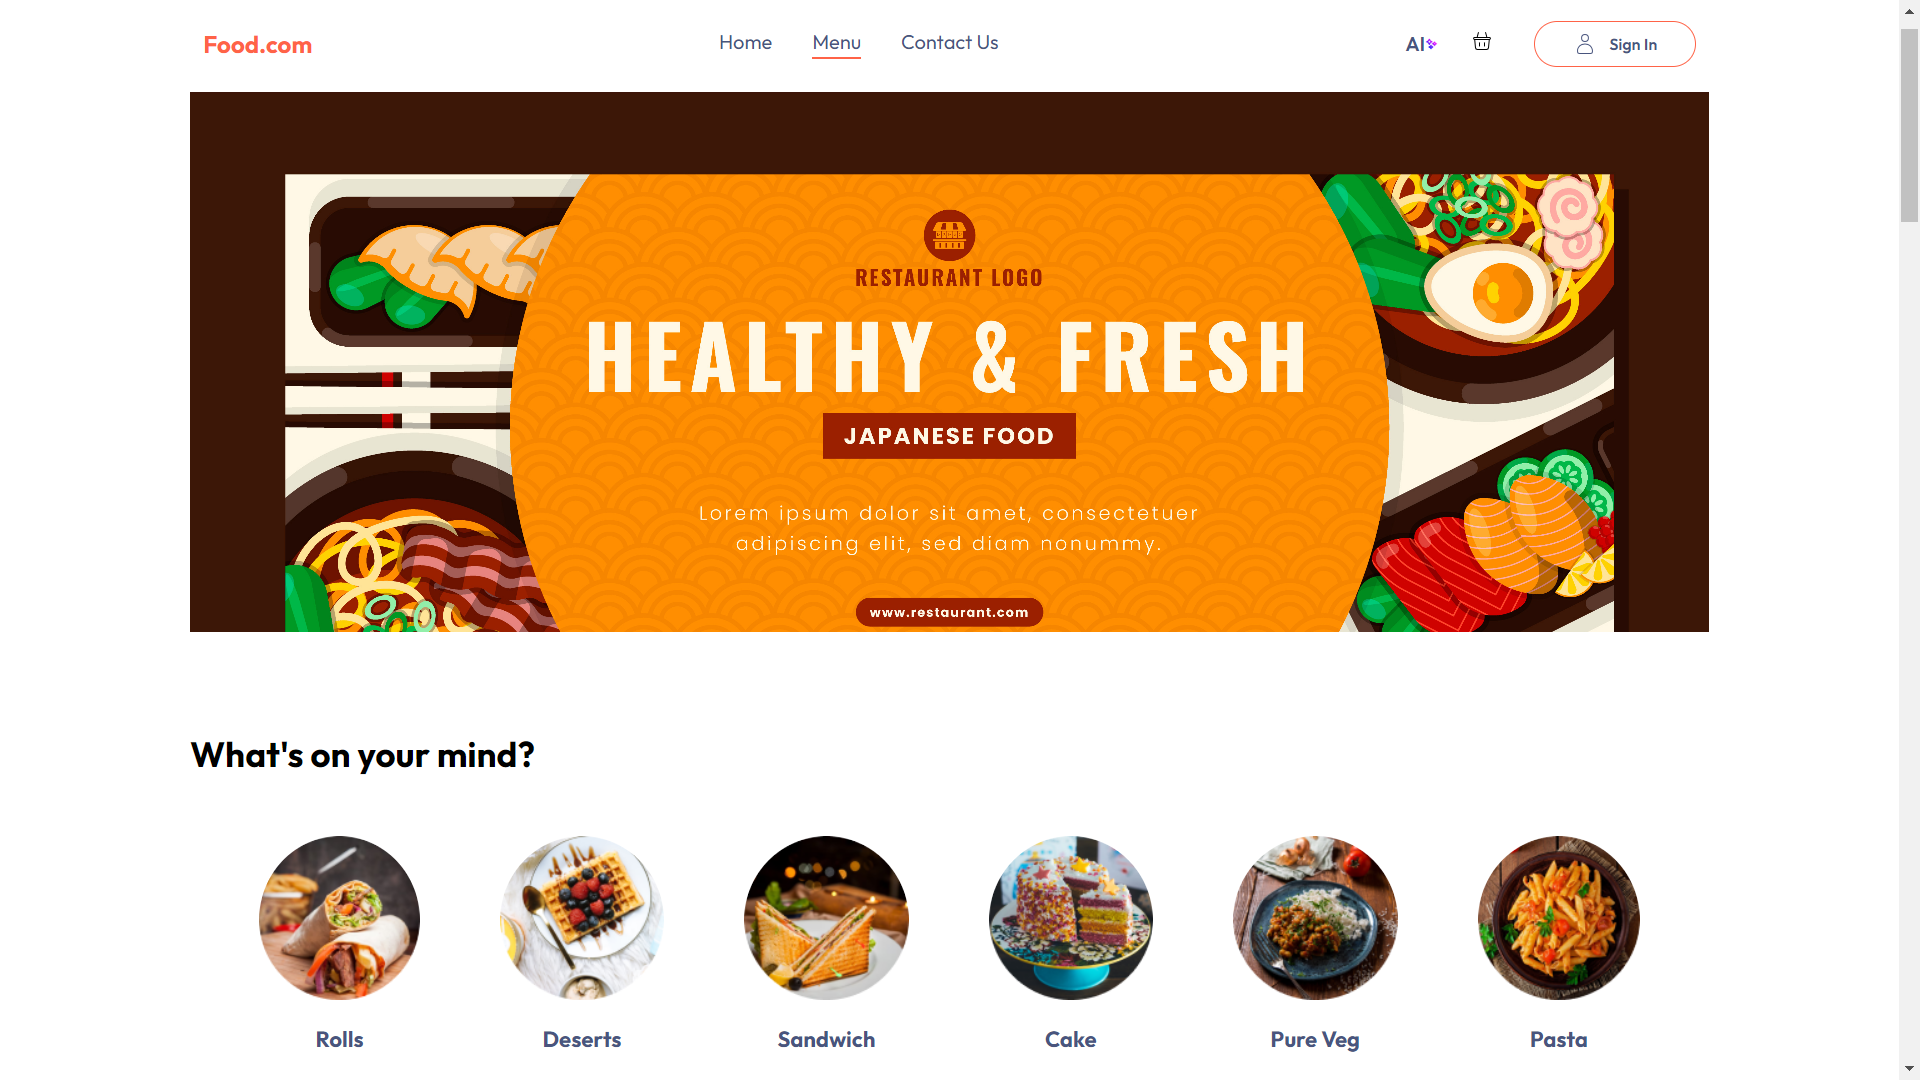 Food.com
Home
Menu
Contact Us
AI
Sign In
RESTAURANT LOGO
HEALTHY & FRESH
JAPANESE FOOD
Lorem ipsum dolor sit amet, consectetuer
adipiscing elit, sed diam nonummy.
www.restaurant.com
What's on your mind?
Rolls
Deserts
Sandwich
Cake
Pure Veg
Pasta